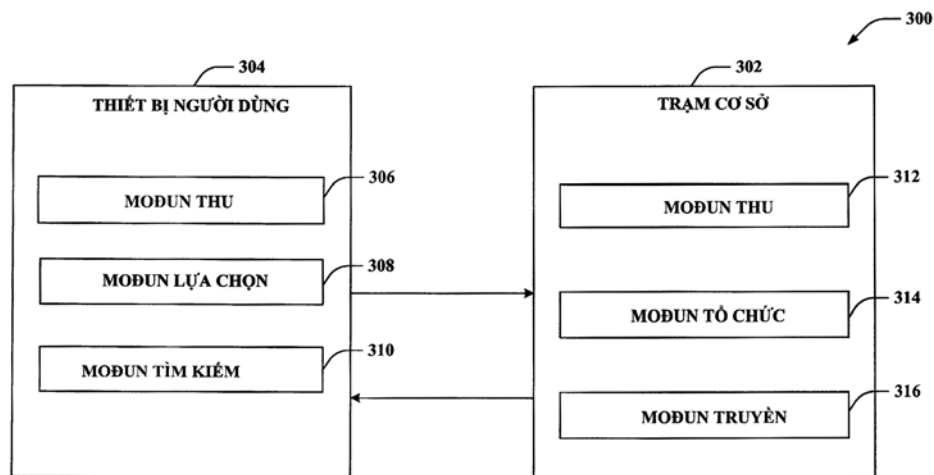 300
304
THIẾT BỊ NGƯỜI DÙNG
306
MOĐUN THU
308
MOĐUN LỰA CHỌN
310
MOĐUN TÌM KIẾM
302
TRẠM CƠ SỞ
312
MOĐUN THU
314
MOĐUN TỔ CHỨC
316
MOĐUN TRUYỀN